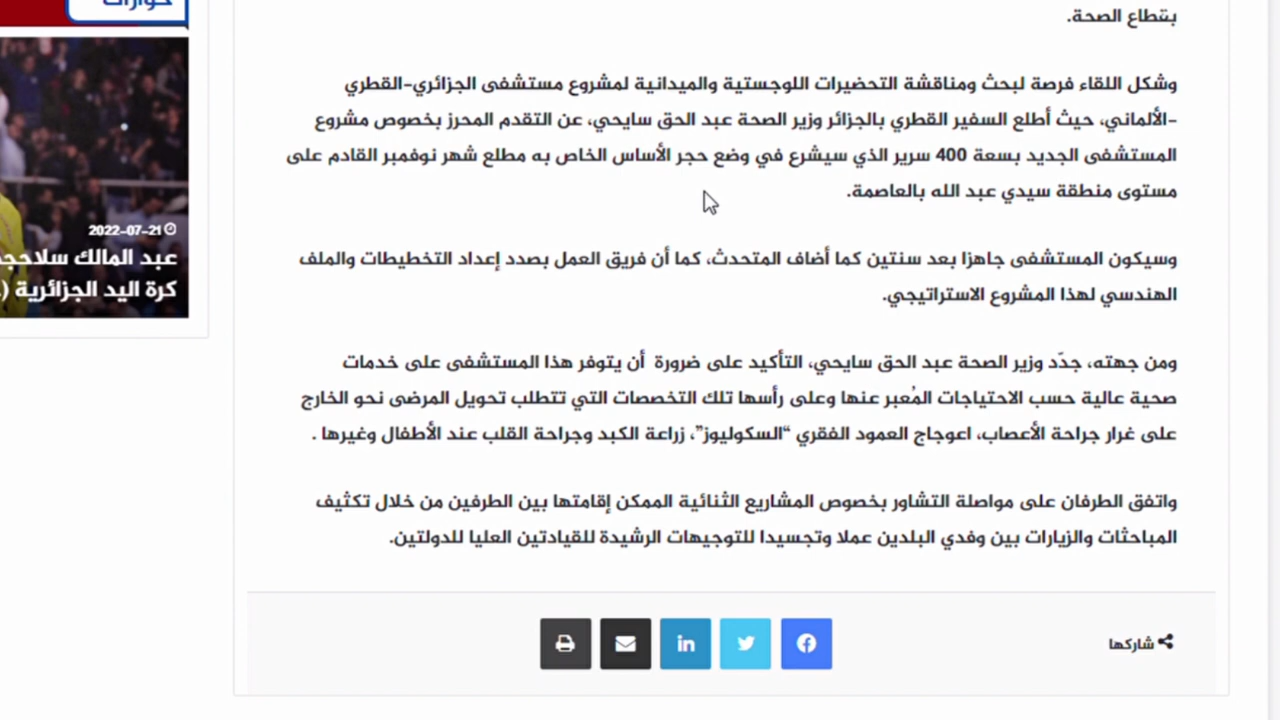 بقطاع الصحة.
وشكل اللقاء فرصة لبحث ومناقشة التحضيرات اللوجستية والميدانية لمشروع مستشفى الجزائري-القطري
-الألماني، حيث أطلع السفير القطري بالجزائر وزير الصحة عبد الحق سايحي، عن التقدم المحرز بخصوص مشروع
المستشفى الجديد بسعة 400 سرير الذي سيشرع في وضع حجر الأساس الخاص به مطلع شهر نوفمبر القادم على
مستوى منطقة سيدي عبد الله بالعاصمة.
وسيكون المستشفى جاهزا بعد سنتين كما أضاف المتحدث، كما أن فريق العمل بصدد إعداد التخطيطات والملف
الهندسي لهذا المشروع الاستراتيجي.
ومن جهته، جدّد وزير الصحة عبد الحق سايحي، التأكيد على ضرورة أن يتوفر هذا المستشفى على خدمات
صحية عالية حسب الاحتياجات المُعبر عنها وعلى رأسها تلك التخصصات التي تتطلب تحويل المرضى نحو الخارج
على غرار جراحة الأعصاب، اعوجاج العمود الفقري “السكوليوز”، زراعة الكبد وجراحة القلب عند الأطفال وغيرها .
واتفق الطرفان على مواصلة التشاور بخصوص المشاريع الثنائية الممكن إقامتها بين الطرفين من خلال تكثيف
المباحثات والزيارات بين وفدي البلدين عملا وتجسيدا للتوجيهات الرشيدة للقيادتين العليا للدولتين.
شاركها
حوارات
2022-07-21
عبد المالك سلاحجي
كرة اليد الجزائرية (